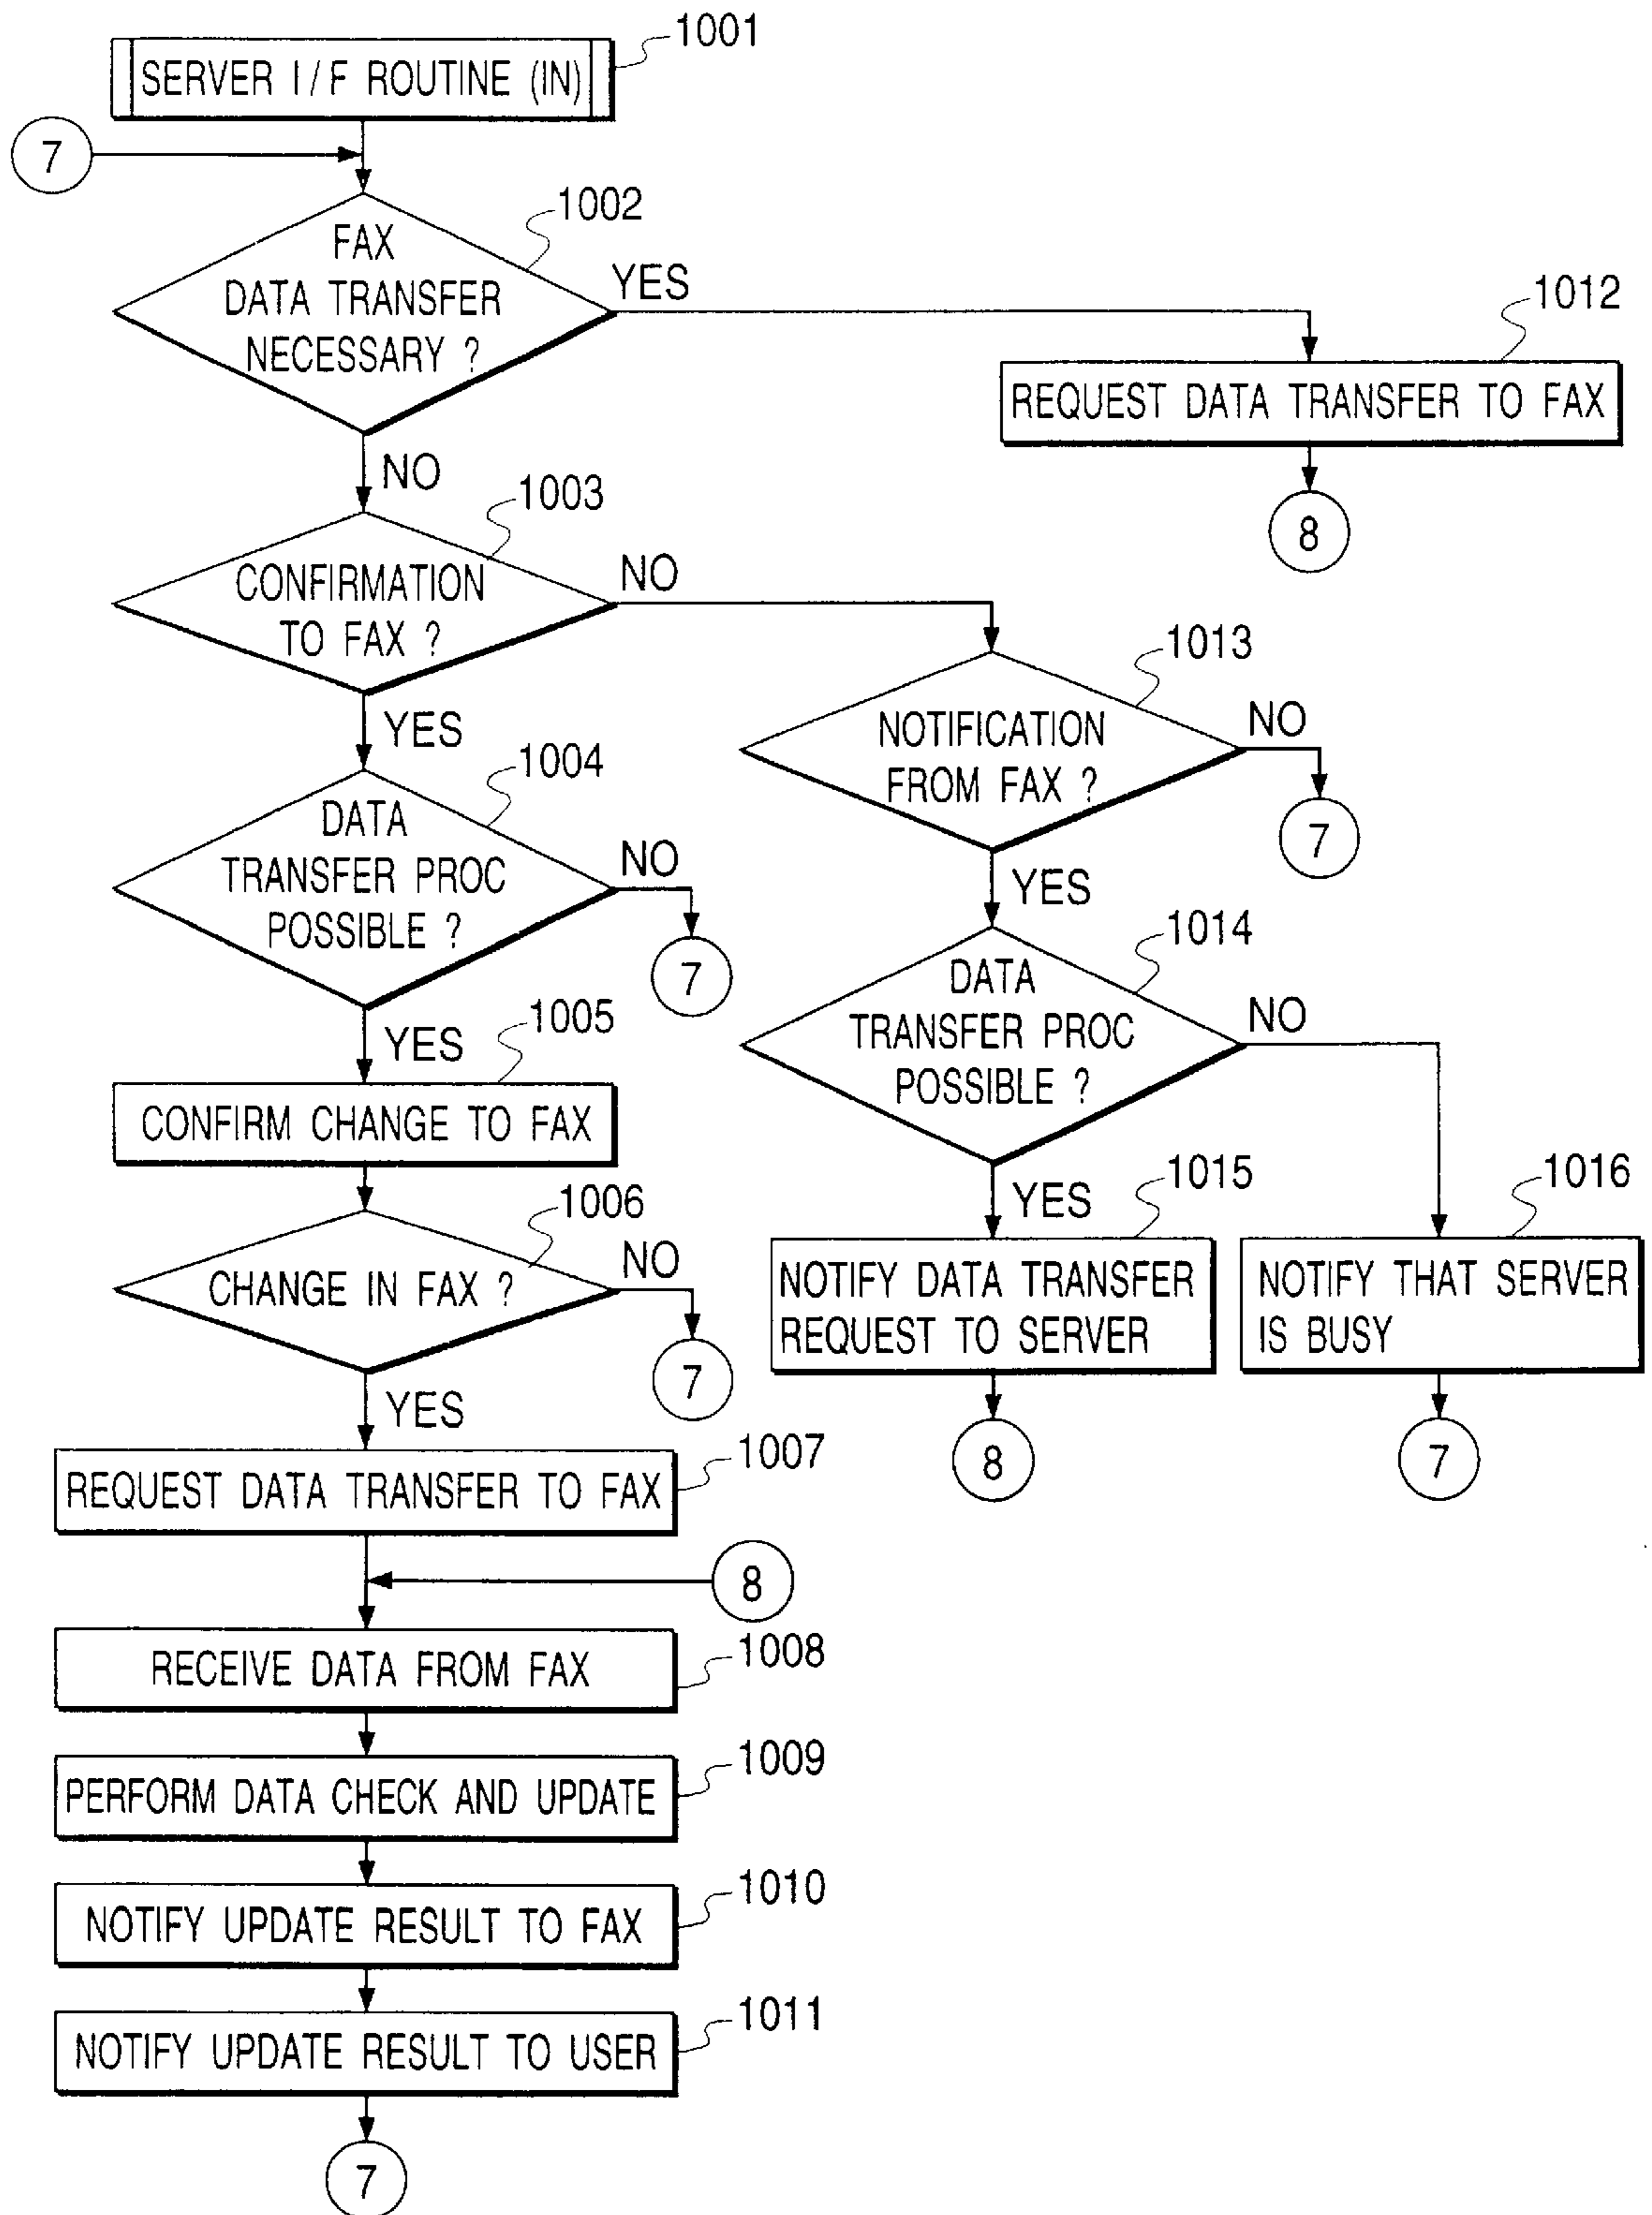 1001
SERVER I/F ROUTINE (IN)
7
1002
FAX
DATA TRANSFER
NECESSARY ?
YES
1012
REQUEST DATA TRANSFER TO FAX
8
NO
1003
CONFIRMATION
TO FAX ?
NO
1013
NOTIFICATION
FROM FAX ?
NO
7
YES
1004
DATA
TRANSFER PROC
POSSIBLE ?
NO
7
YES
1014
DATA
TRANSFER PROC
POSSIBLE ?
NO
YES
1005
CONFIRM CHANGE TO FAX
1006
CHANGE IN FAX ?
NO
7
YES
1015
NOTIFY DATA TRANSFER
REQUEST TO SERVER
8
1016
NOTIFY THAT SERVER
IS BUSY
7
YES
1007
REQUEST DATA TRANSFER TO FAX
8
1008
RECEIVE DATA FROM FAX
1009
PERFORM DATA CHECK AND UPDATE
1010
NOTIFY UPDATE RESULT TO FAX
1011
NOTIFY UPDATE RESULT TO USER
7